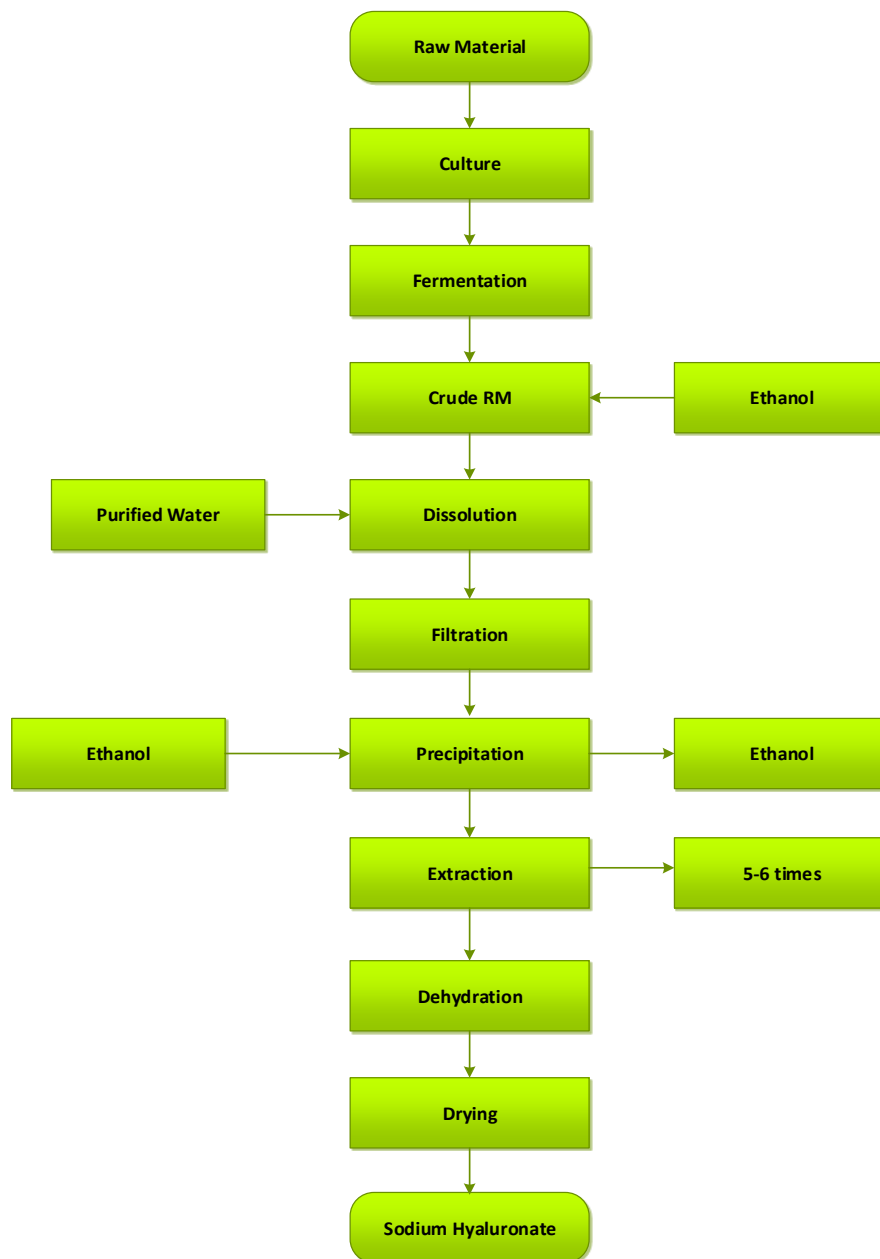 Raw Material
Culture
Fermentation
Crude RM
Ethanol
Purified Water
Dissolution
Filtration
Ethanol
Precipitation
Ethanol
Extraction
5-6 times
Dehydration
Drying
Sodium Hyaluronate